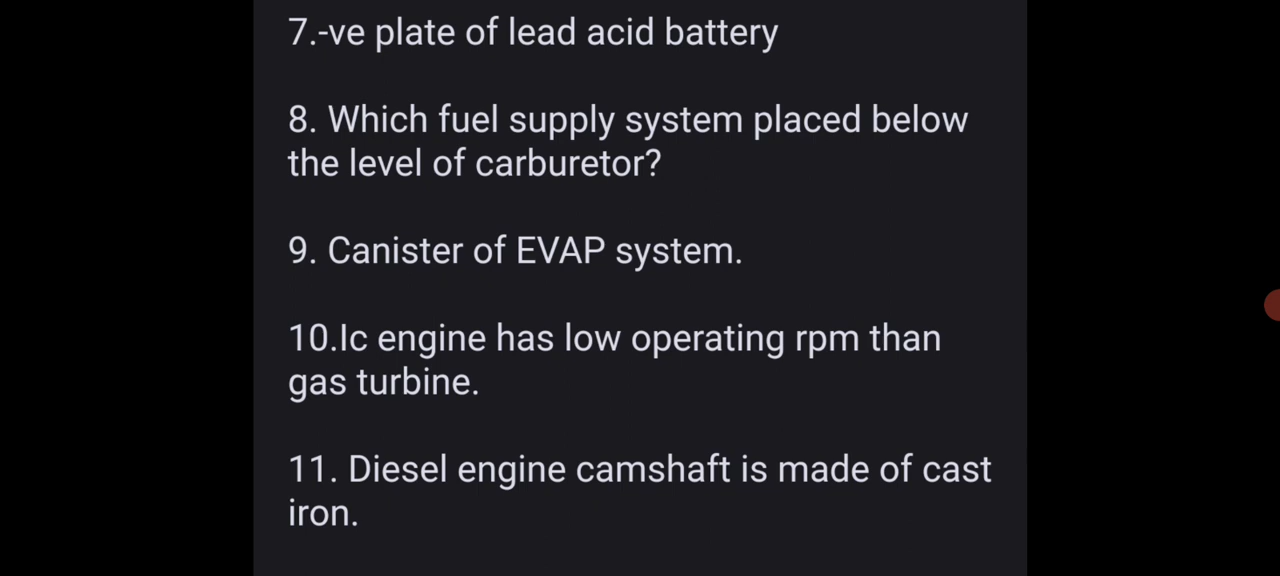 7.-ve plate of lead acid battery
8. Which fuel supply system placed below
the level of carburetor?
9. Canister of EVAP system.
10.Ic engine has low operating rpm than
gas turbine.
11. Diesel engine camshaft is made of cast
iron.